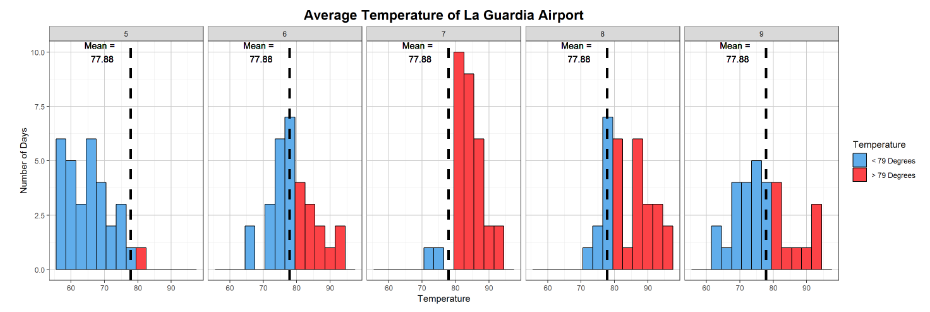 Average Temperature of La Guardia Airport
5
6
7
8
9
Mean =
77.88
Mean =
77.88
Mean =
77.88
Mean =
77.88
Mean =
77.88
Number of Days
10.0
7.5
5.0
2.5
0.0
60 70 80 90
60 70 80 90
60 70 80 90
60 70 80 90
60 70 80 90
Temperature
Temperature
< 79 Degrees
> 79 Degrees